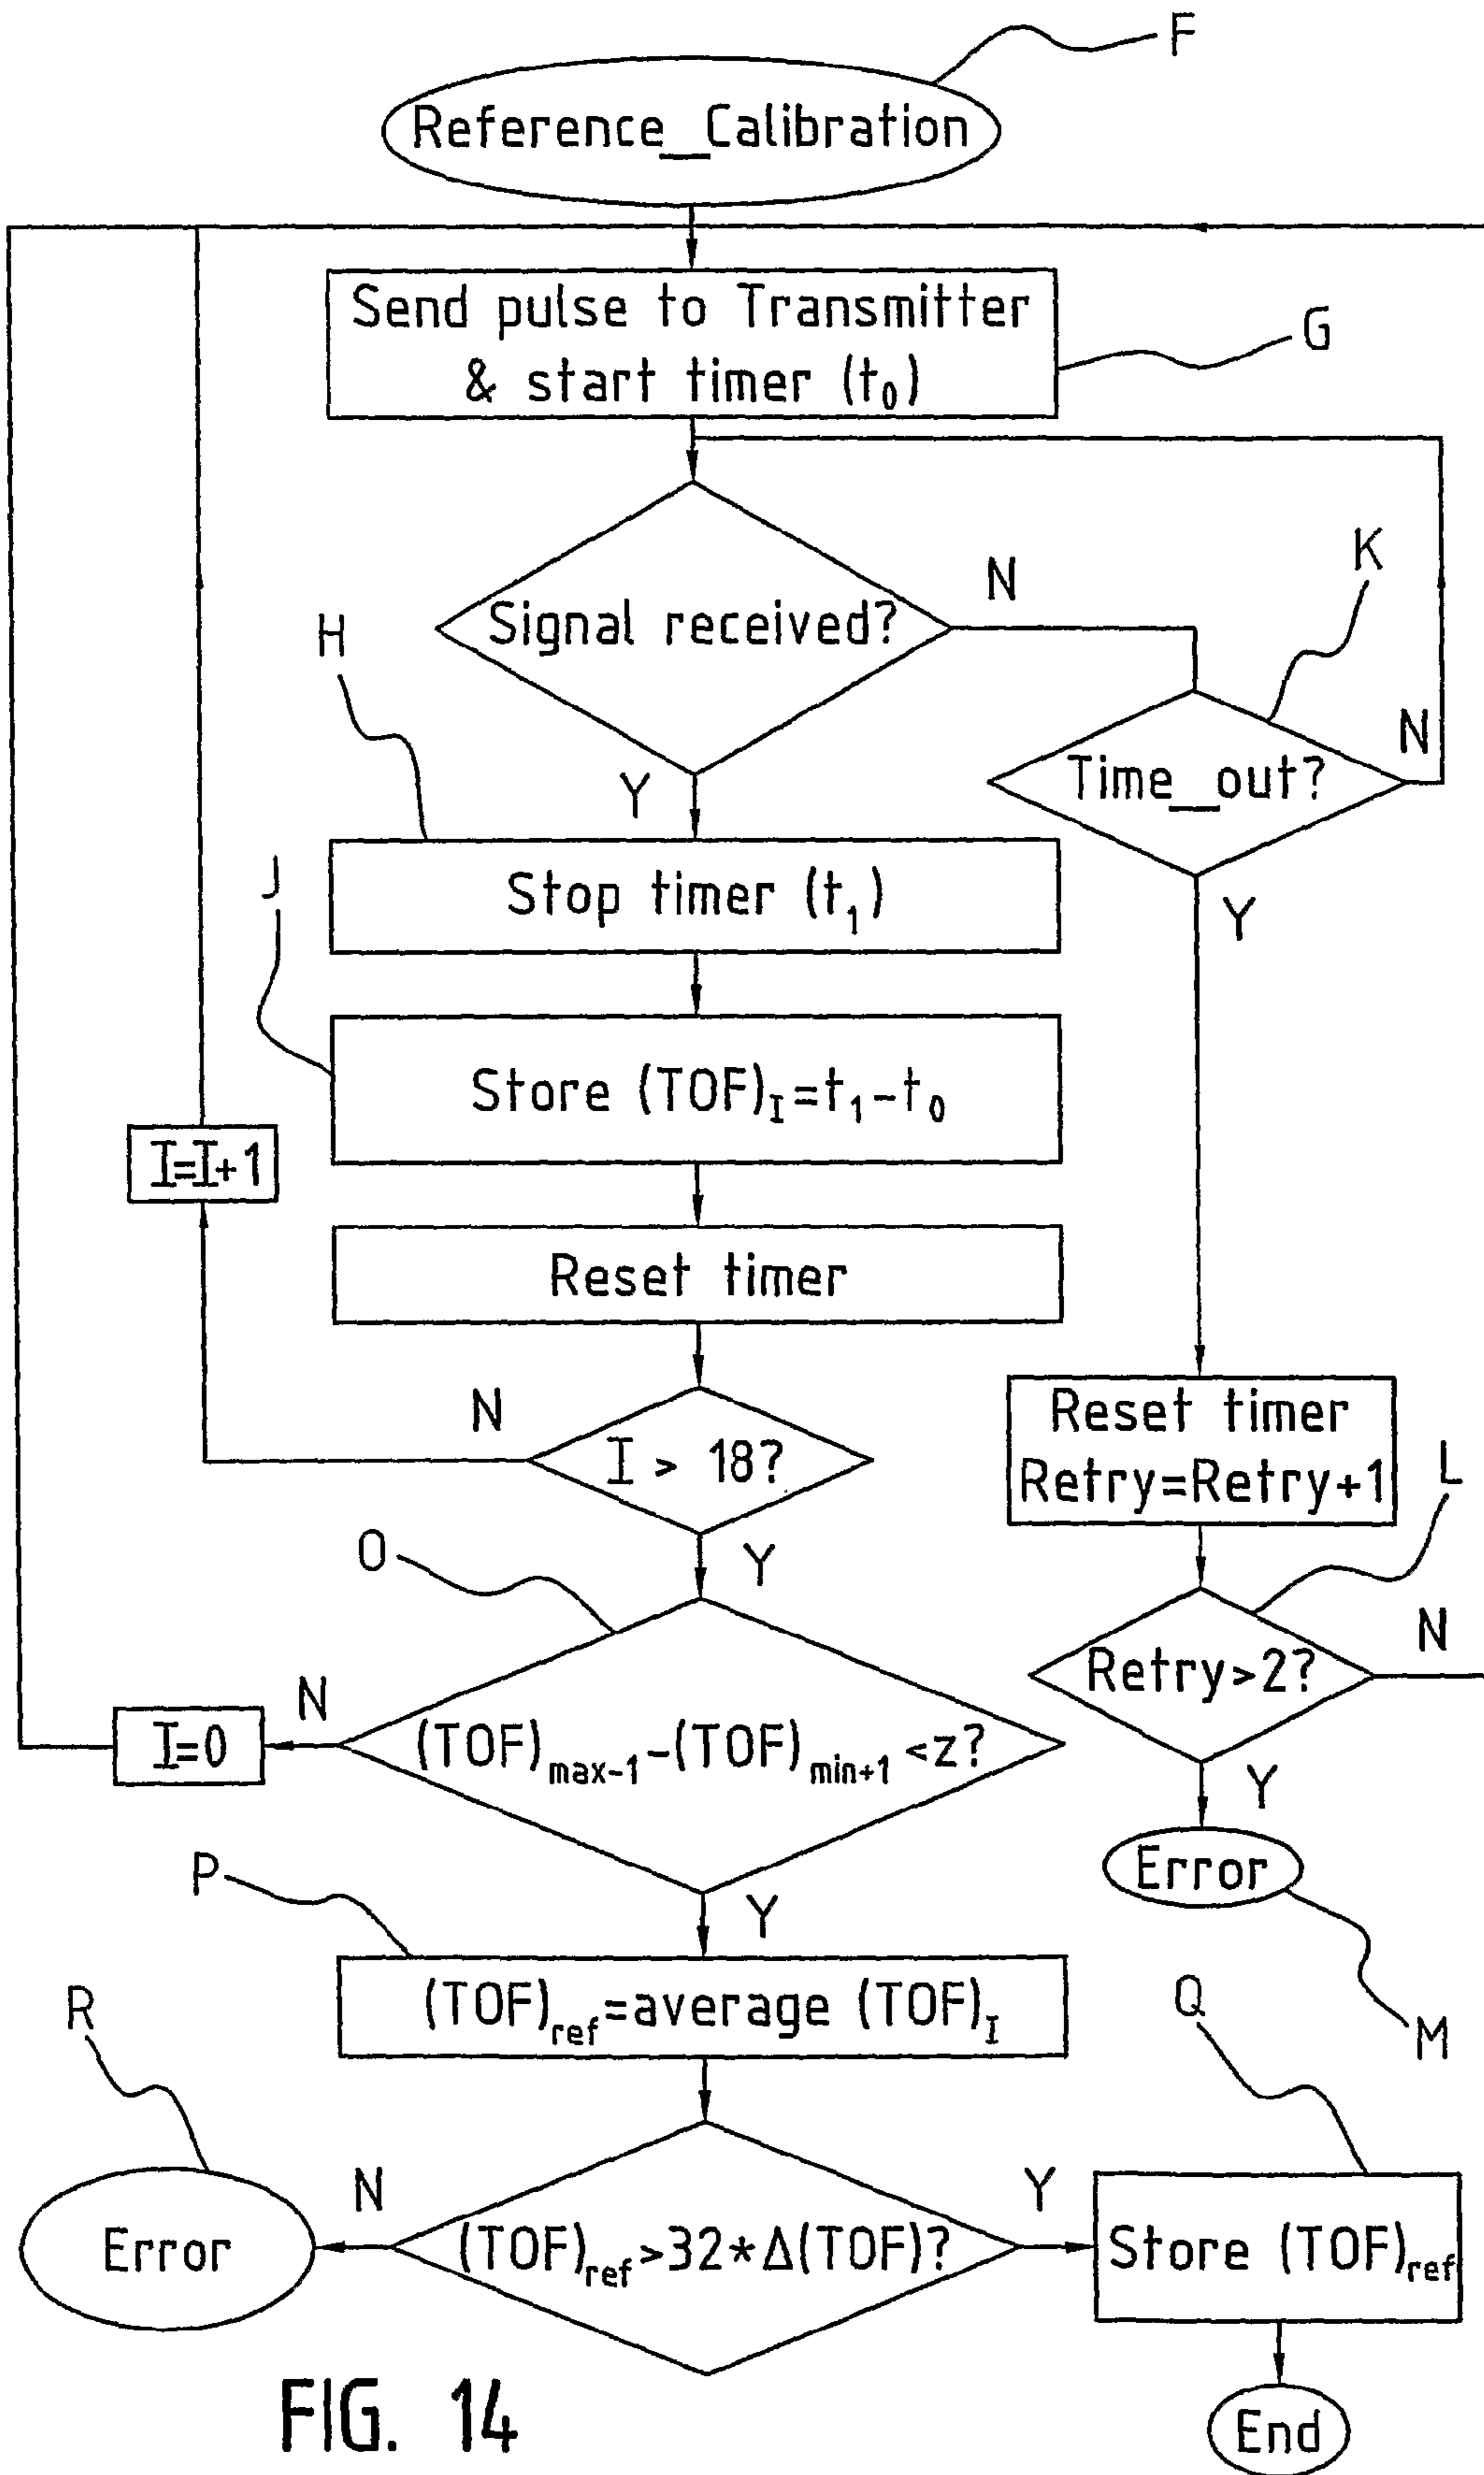 F
Reference_Calibration
Send pulse to Transmitter
& start timer (t₀)
G
Signal received?
N
K
H
Time_out?
N
Y
Y
Stop timer (t₁)
J
Store (TOF)I=t₁-t₀
I=I+1
Reset timer
N
I > 18?
Y
Reset timer
Retry=Retry+1
L
O
Retry>2?
N
Y
(TOF)max-1-(TOF)min+1<z?
N
I=0
Y
Error
M
P
(TOF)ref=average (TOF)I
R
Q
(TOF)ref>32*Δ(TOF)?
N
Y
Error
Store (TOF)ref
End
FIG. 14